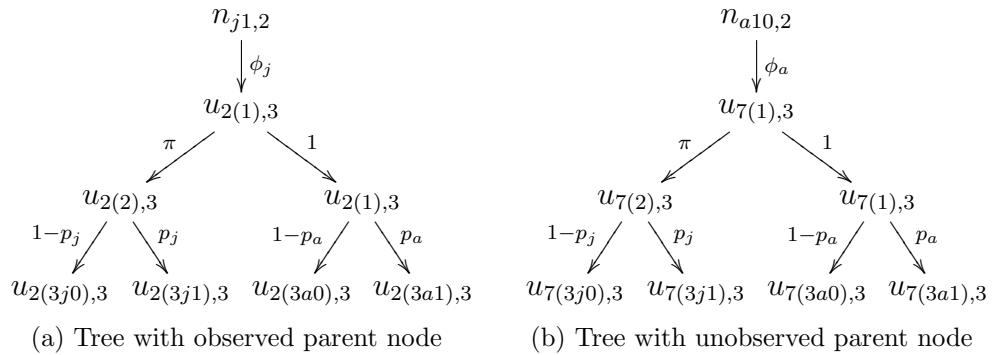 n_{j1,2} n_{a10,2}
ϕ_j ϕ_a
u_{2(1),3} u_{7(1),3}
π 1 π 1
u_{2(2),3} u_{2(1),3} u_{7(2),3} u_{7(1),3}
1−p_j p_j 1−p_a p_a 1−p_j p_j 1−p_a p_a
u_{2(3j0),3} u_{2(3j1),3} u_{2(3a0),3} u_{2(3a1),3} u_{7(3j0),3} u_{7(3j1),3} u_{7(3a0),3} u_{7(3a1),3}
(a) Tree with observed parent node (b) Tree with unobserved parent node